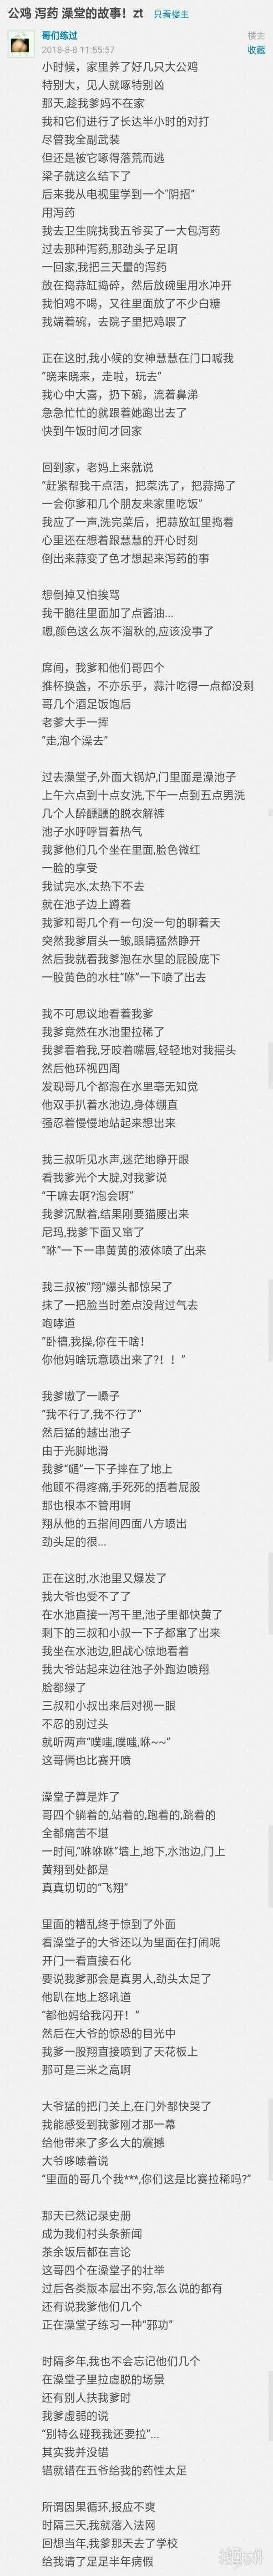 公鸡 泻药 澡堂的故事！zt 只看楼主
哥们练过 楼主
2018-8-8 11:55:57 收藏
小时候，家里养了好几只大公鸡
特别大，见人就啄特别凶
那天,趁我爹妈不在家
我和它们进行了长达半小时的对打
尽管我全副武装
但还是被它啄得落荒而逃
梁子就这么结下了
后来我从电视里学到一个“阴招”
用泻药
我去卫生院找我五爷买了一大包泻药
过去那种泻药,那劲头子足啊
一回家,我把三天量的泻药
放在捣蒜缸捣碎，然后放碗里用水冲开
我怕鸡不喝，又往里面放了不少白糖
我端着碗，去院子里把鸡喂了
正在这时,我小候的女神慧慧在门口喊我
“晓来晓来，走啦，玩去”
我心中大喜，扔下碗，流着鼻涕
急急忙忙的就跟着她跑出去了
快到午饭时间才回家
回到家，老妈上来就说
“赶紧帮我干点活，把菜洗了，把蒜捣了
一会你爹和几个朋友来家里吃饭”
我应了一声,洗完菜后，把蒜放缸里捣着
心里还在想着跟慧慧的开心时刻
倒出来蒜变了色才想起来泻药的事
想倒掉又怕挨骂
我干脆往里面加了点酱油...
嗯,颜色这么灰不溜秋的,应该没事了
席间，我爹和他们哥四个
推杯换盏，不亦乐乎，蒜汁吃得一点都没剩
哥几个酒足饭饱后
老爹大手一挥
“走,泡个澡去”
过去澡堂子,外面大锅炉,门里面是澡池子
上午六点到十点女洗,下午一点到五点男洗
几个人醉醺醺的脱衣解裤
池子水呼呼冒着热气
我爹他们几个坐在里面,脸色微红
一脸的享受
我试完水,太热下不去
就在池子边上蹲着
我爹和哥几个有一句没一句的聊着天
突然我爹眉头一皱,眼睛猛然睁开
然后我就看我爹泡在水里的屁股底下
一股黄色的水柱“咻”一下喷了出去
我不可思议地看着我爹
我爹竟然在水池里拉稀了
我爹看着我,牙咬着嘴唇,轻轻地对我摇头
然后他环视四周
发现哥几个都泡在水里毫无知觉
他双手扒着水池边,身体绷直
强忍着慢慢地站起来想出来
我三叔听见水声,迷茫地睁开眼
看我爹光个大腚,对我爹说
“干嘛去啊?泡会啊”
我爹沉默着,结果刚要猫腰出来
尼玛,我爹下面又窜了
“咻”一下一串黄黄的液体喷了出来
我三叔被“翔”爆头都惊呆了
抹了一把脸当时差点没背过气去
咆哮道
“卧槽,我操,你在干啥！
你他妈啥玩意喷出来了?！！”
我爹嗷了一嗓子
“我不行了,我不行了”
然后猛的越出池子
由于光脚地滑
我爹“嗵”一下子摔在了地上
他顾不得疼痛,手死死的捂着屁股
那也根本不管用啊
翔从他的五指间四面八方喷出
劲头足的很...
正在这时,水池里又爆发了
我大爷也受不了了
在水池直接一泻千里,池子里都快黄了
剩下的三叔和小叔一下子都窜了出来
我坐在水池边,胆战心惊地看着
我大爷站起来边往池子外跑边喷翔
脸都绿了
三叔和小叔出来后对视一眼
不忍的别过头
就听两声“噗嗤,噗嗤,咻~~”
这哥俩也比赛开喷
澡堂子算是炸了
哥四个躺着的,站着的,跑着的,跳着的
全都痛苦不堪
一时间,“咻咻咻”墙上,地下,水池边,门上
黄翔到处都是
真真切切的“飞翔”
里面的糟乱终于惊到了外面
看澡堂子的大爷还以为里面在打闹呢
开门一看直接石化
要说我爹那会是真男人,劲头太足了
他趴在地上怒吼道
“都他妈给我闪开！”
然后在大爷的惊恐的目光中
我爹一股翔直接喷到了天花板上
那可是三米之高啊
大爷猛的把门关上,在门外都快哭了
我能感受到我爹刚才那一幕
给他带来了多么大的震撼
大爷哆嗦着说
“里面的哥几个我***,你们这是比赛拉稀吗?”
那天已然记录史册
成为我们村头条新闻
茶余饭后都在言论
这哥四个在澡堂子的壮举
过后各类版本层出不穷,怎么说的都有
还有说我爹他们几个
正在澡堂子练习一种“邪功”
时隔多年,我也不会忘记他们几个
在澡堂子里拉虚脱的场景
还有别人扶我爹时
我爹虚弱的说
“别特么碰我我还要拉”...
其实我并没错
错就错在五爷给我的药性太足
所谓因果循环,报应不爽
时隔三天,我就落入法网
回想当年,我爹那天去了学校
给我请了足足半年病假